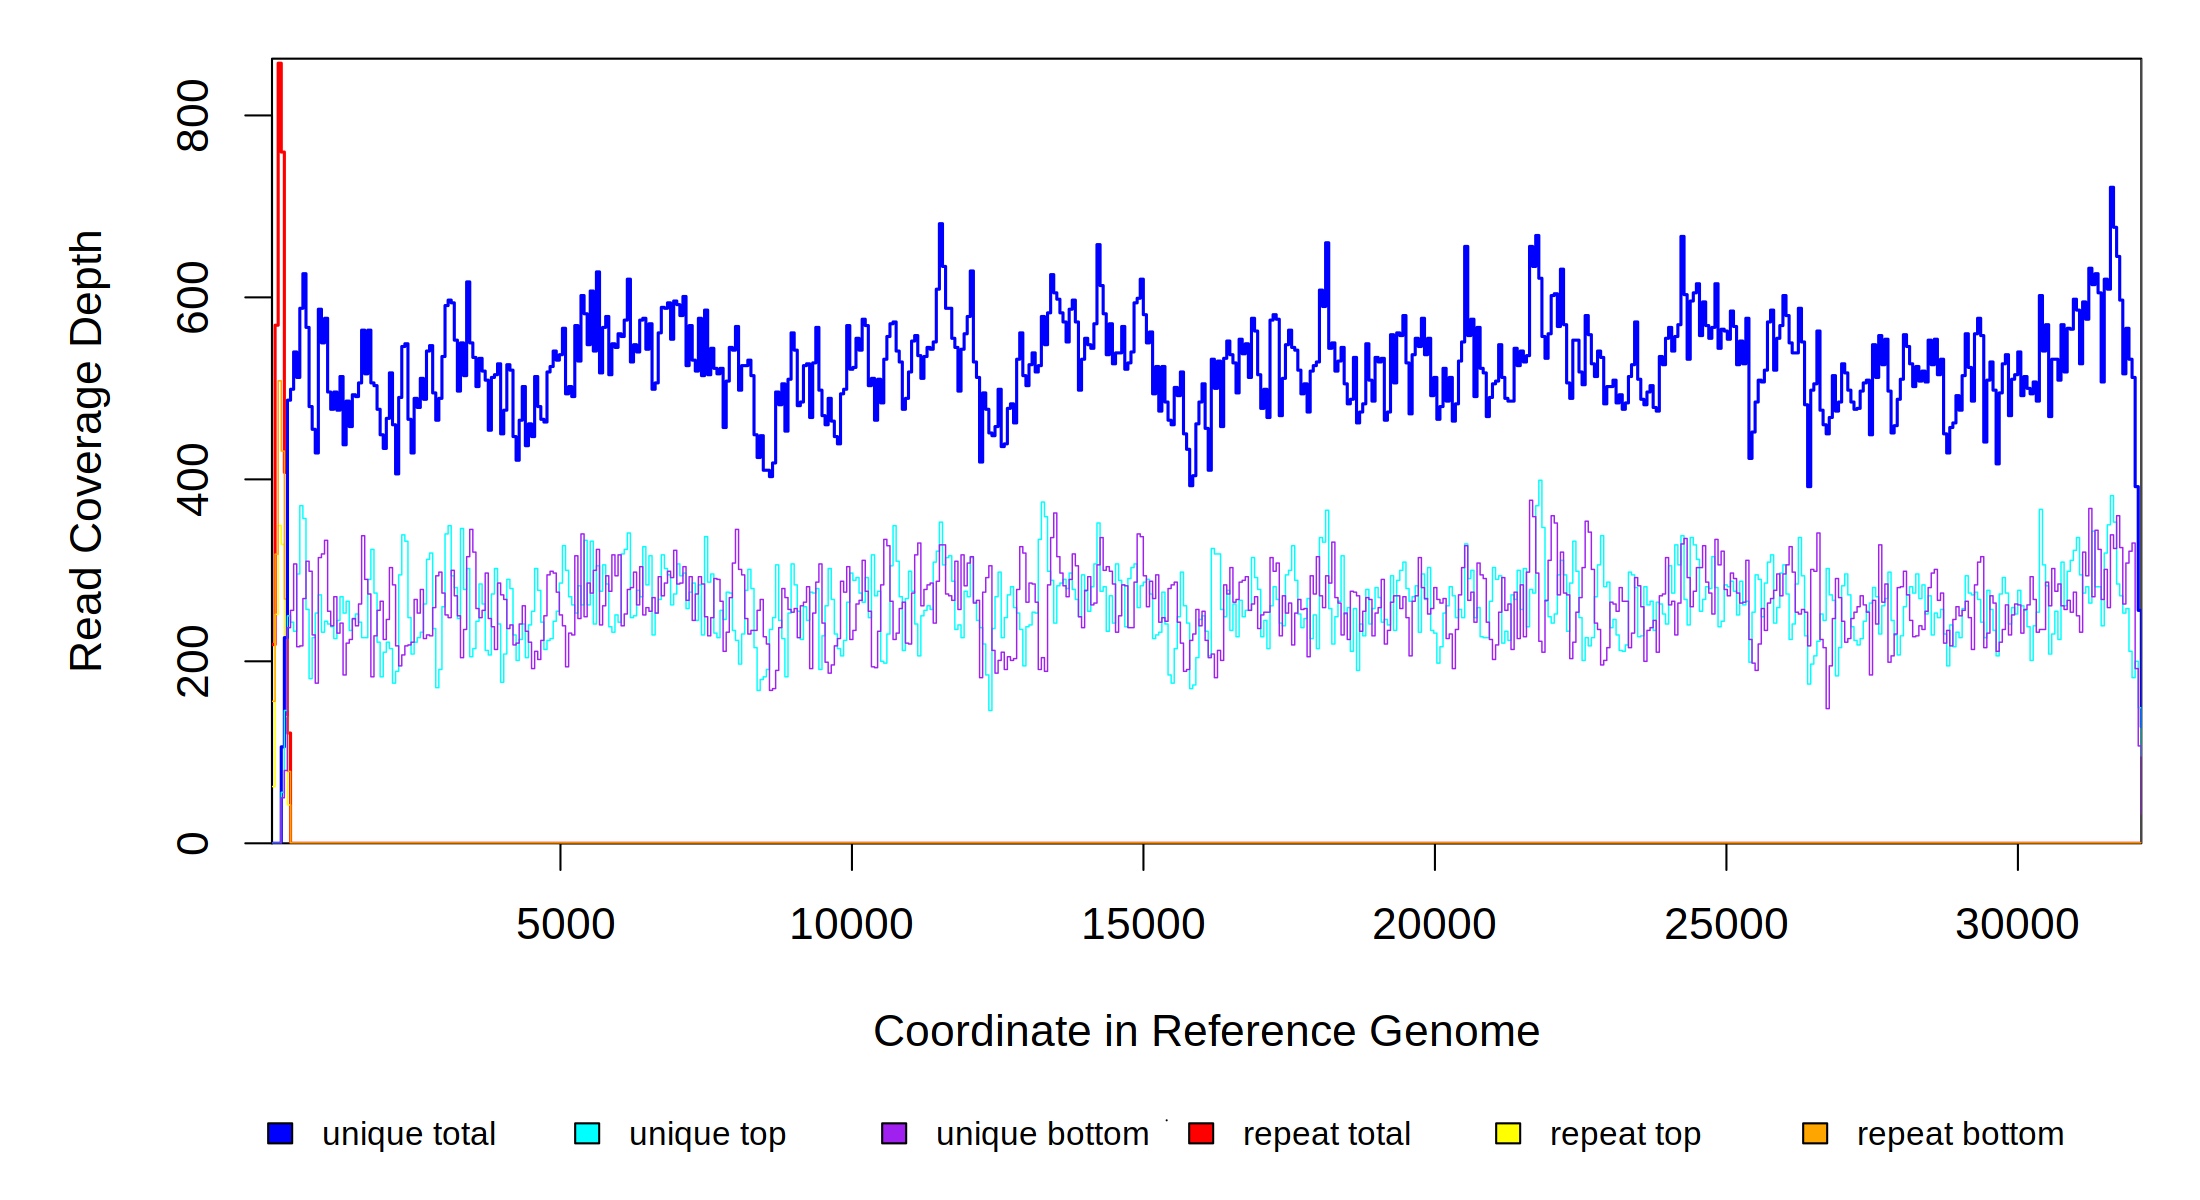 Read Coverage Depth
800
600
400
200
0
5000 10000 15000 20000 25000 30000
Coordinate in Reference Genome
unique total unique top unique bottom repeat total repeat top repeat bottom